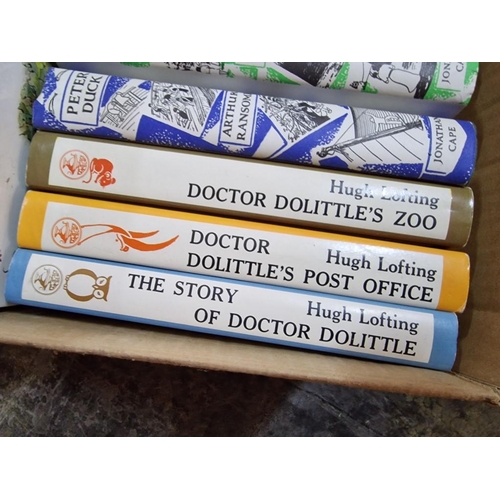 JONATHAN
PETER
DUCK
ARTHUR
RANSOME
JONATHAN
CAPE
Hugh Lofting
DOCTOR DOLITTLE'S ZOO
DOCTOR
DOLITTLE'S POST OFFICE
Hugh Lofting
THE STORY
OF DOCTOR DOLITTLE
Hugh Lofting